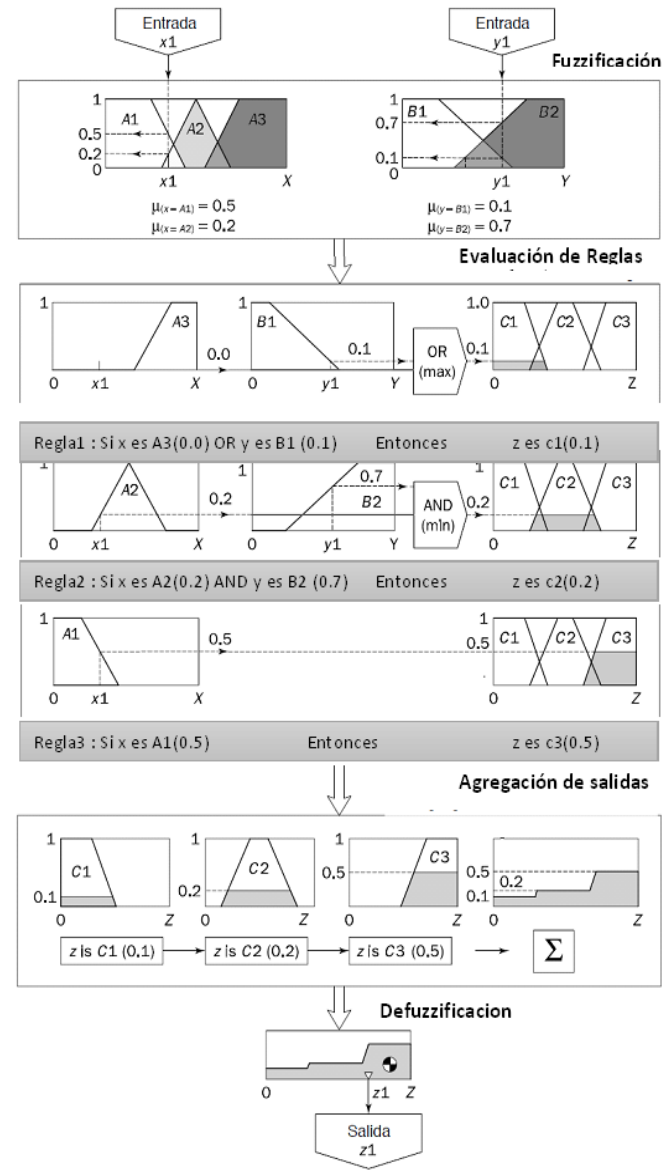 Entrada
x1
Entrada
y1
Fuzzificación
1
0.5
0.2
0
A1
A2
A3
x1
X
1
0.7
0.1
0
B1
B2
y1
Y
μ(x=A1) = 0.5
μ(x=A2) = 0.2
μ(y=B1) = 0.1
μ(y=B2) = 0.7
Evaluación de Reglas
1
A3
0
x1
X
0.0
1
B1
0.1
0
y1
Y
OR
(max)
0.1
1.0
C1
C2
C3
0
Z
Regla1 : Si x es A3(0.0) OR y es B1 (0.1) Entonces z es c1(0.1)
1
A2
0
x1
X
0.2
1
0.7
B2
0
y1
Y
AND
(min)
0.2
1
C1
C2
C3
0
Z
Regla2 : Si x es A2(0.2) AND y es B2 (0.7) Entonces z es c2(0.2)
1
A1
0
x1
X
0.5
1
0.5
C1
C2
C3
0
Z
Regla3 : Si x es A1(0.5) Entonces z es c3(0.5)
Agregación de salidas
1
C1
0.1
0
Z
1
C2
0.2
0
Z
1
C3
0.5
0
Z
0.5
0.2
0.1
0
Z
z is C1 (0.1)
z is C2 (0.2)
z is C3 (0.5)
Σ
Defuzzificacion
0
z1
Z
Salida
z1